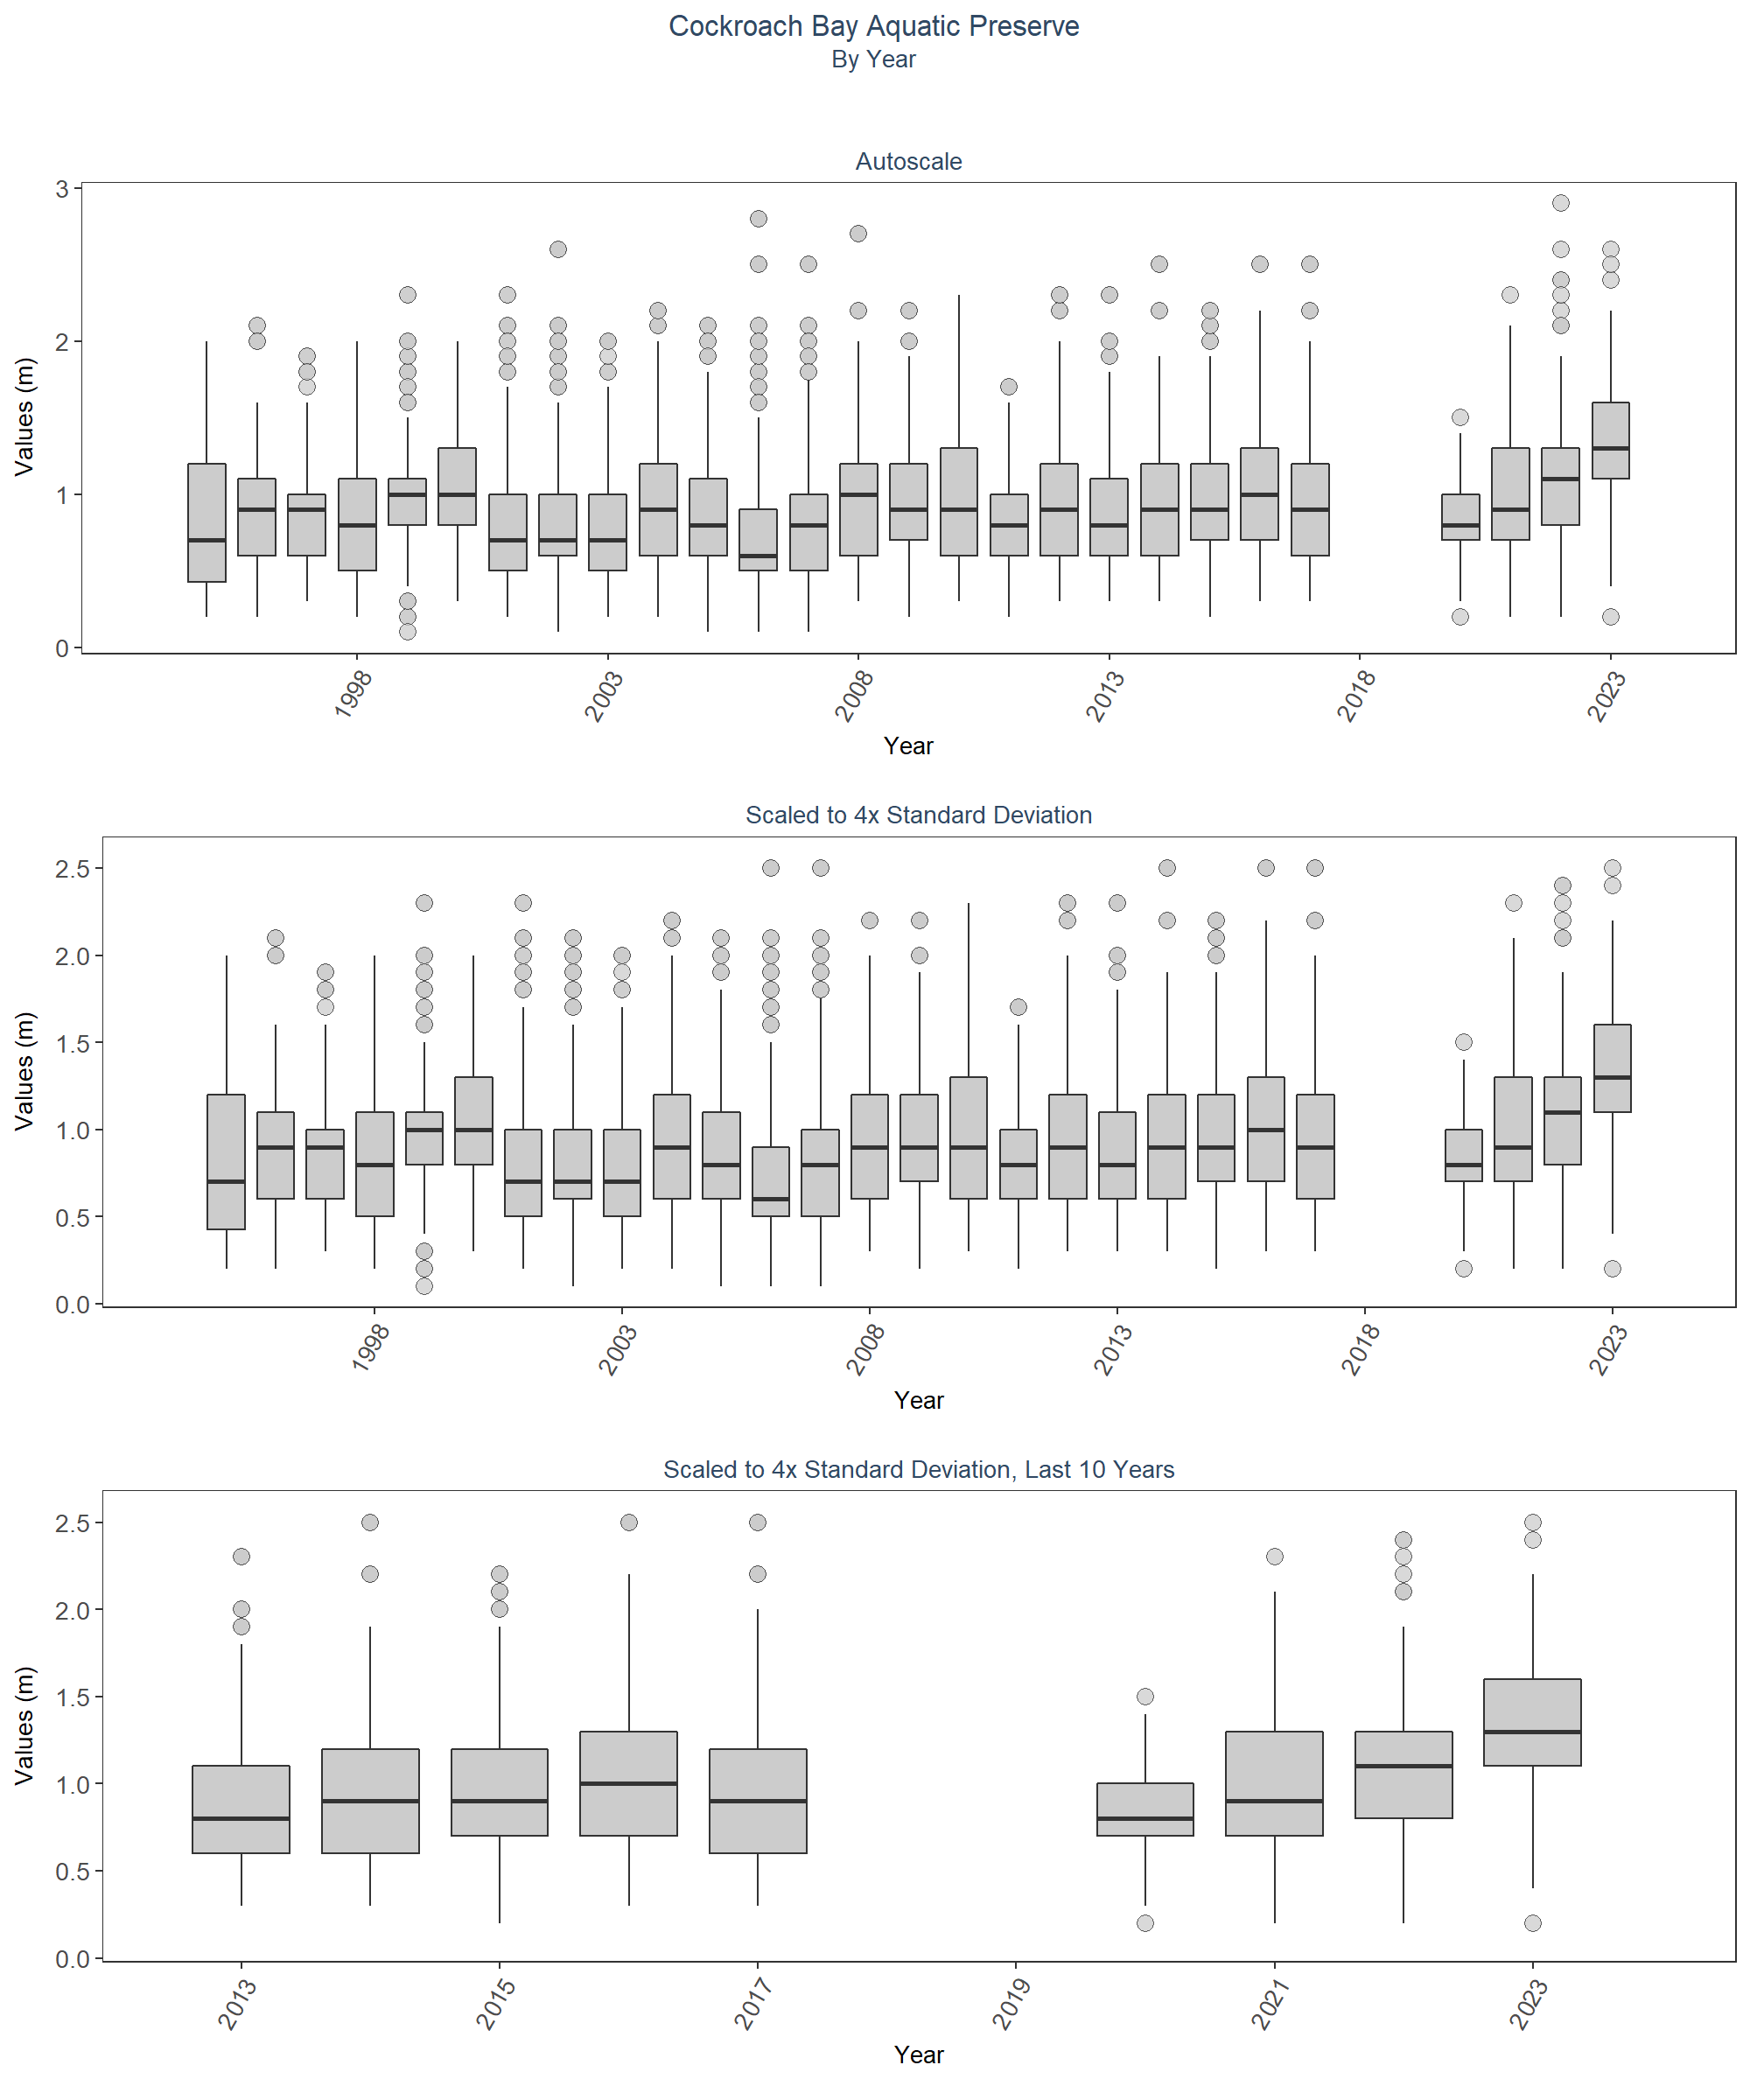 Cockroach Bay Aquatic Preserve
By Year
Autoscale
Values (m)
3
2
1
0
1998 2003 2008 2013 2018 2023
Year
Scaled to 4x Standard Deviation
Values (m)
2.5
2.0
1.5
1.0
0.5
0.0
1998 2003 2008 2013 2018 2023
Year
Scaled to 4x Standard Deviation, Last 10 Years
Values (m)
2.5
2.0
1.5
1.0
0.5
0.0
2013 2015 2017 2019 2021 2023
Year